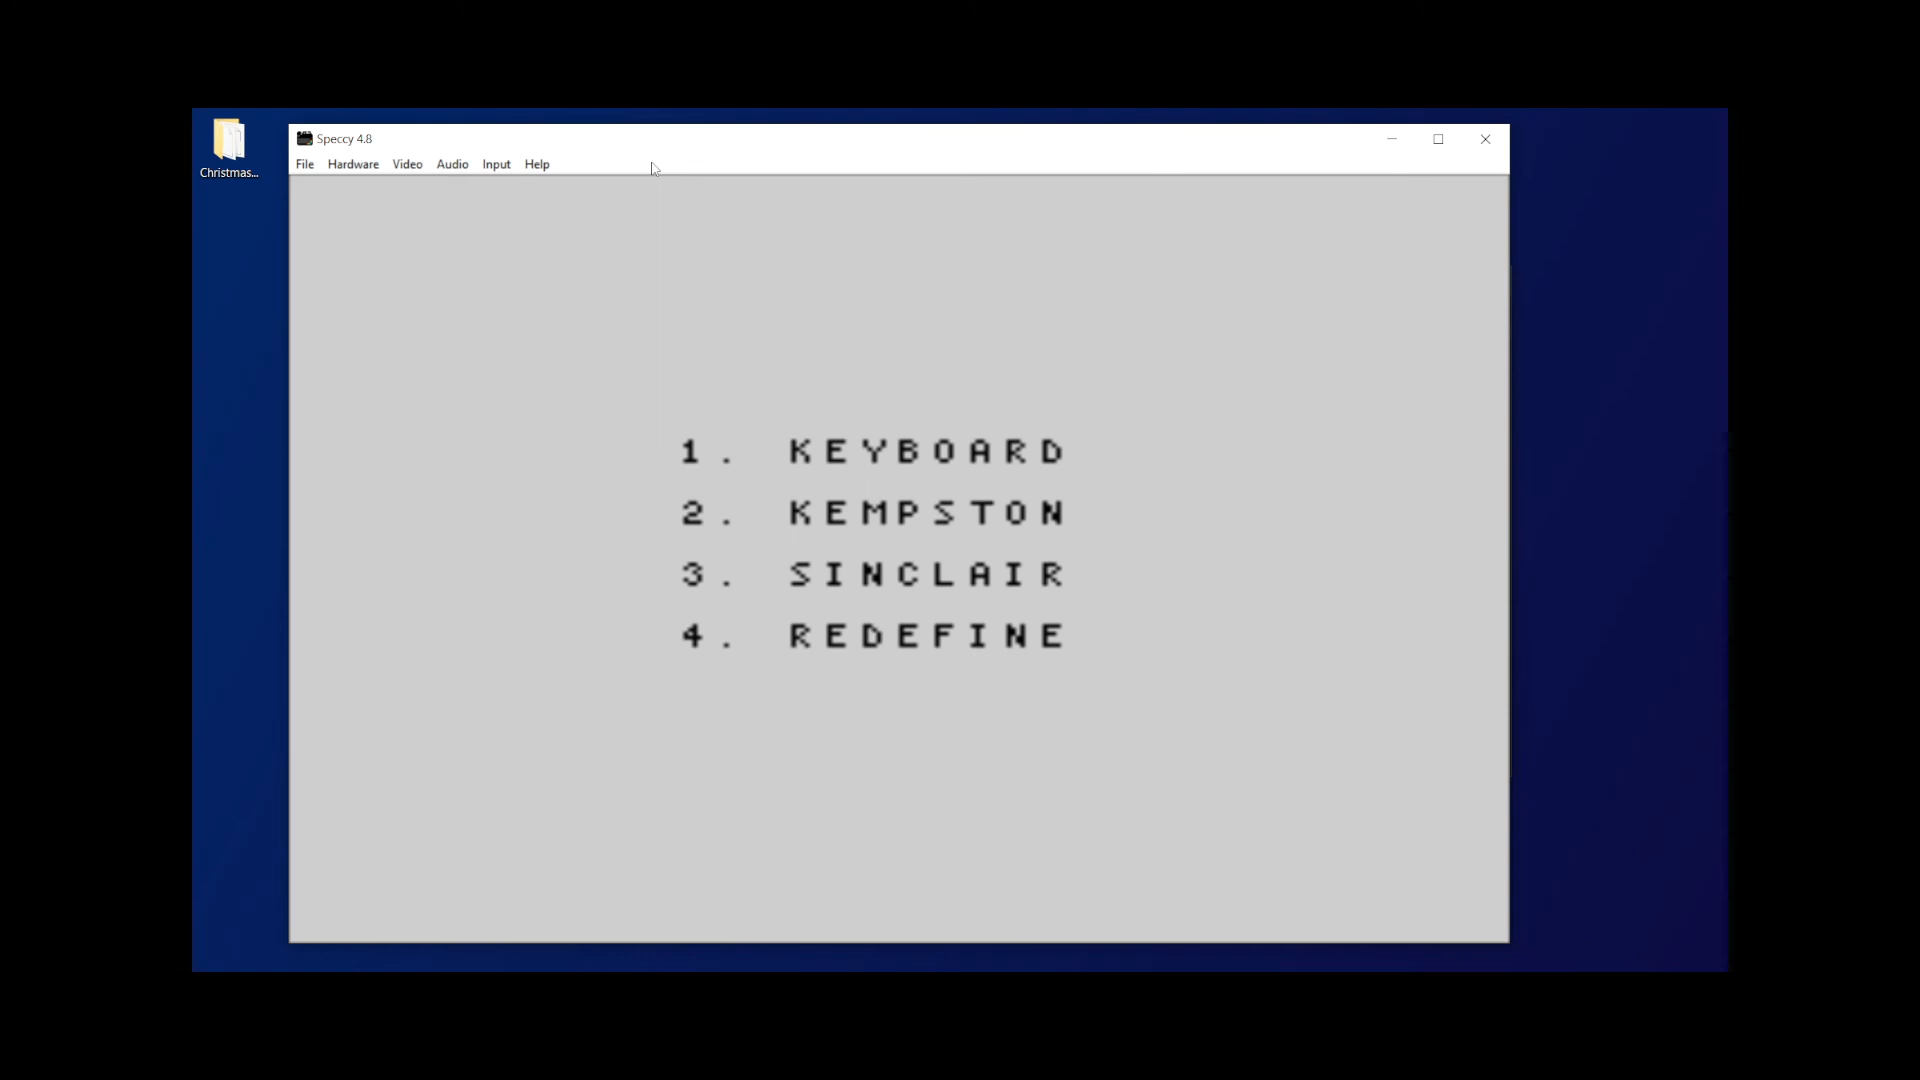 Christmas...
Speccy 4.8
File Hardware Video Audio Input Help
1. KEYBOARD
2. KEMPSTON
3. SINCLAIR
4. REDEFINE